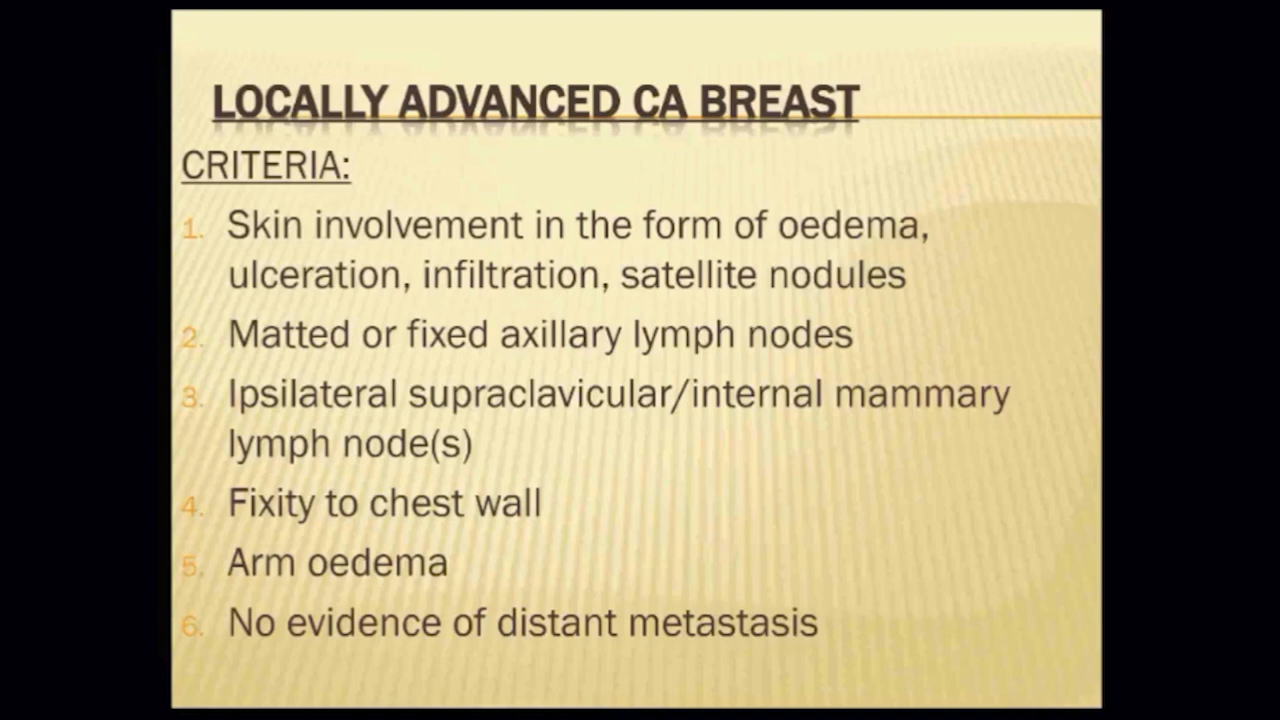 LOCALLY ADVANCED CA BREAST
CRITERIA:
1. Skin involvement in the form of oedema,
ulceration, infiltration, satellite nodules
2. Matted or fixed axillary lymph nodes
3. Ipsilateral supraclavicular/internal mammary
lymph node(s)
4. Fixity to chest wall
5. Arm oedema
6. No evidence of distant metastasis